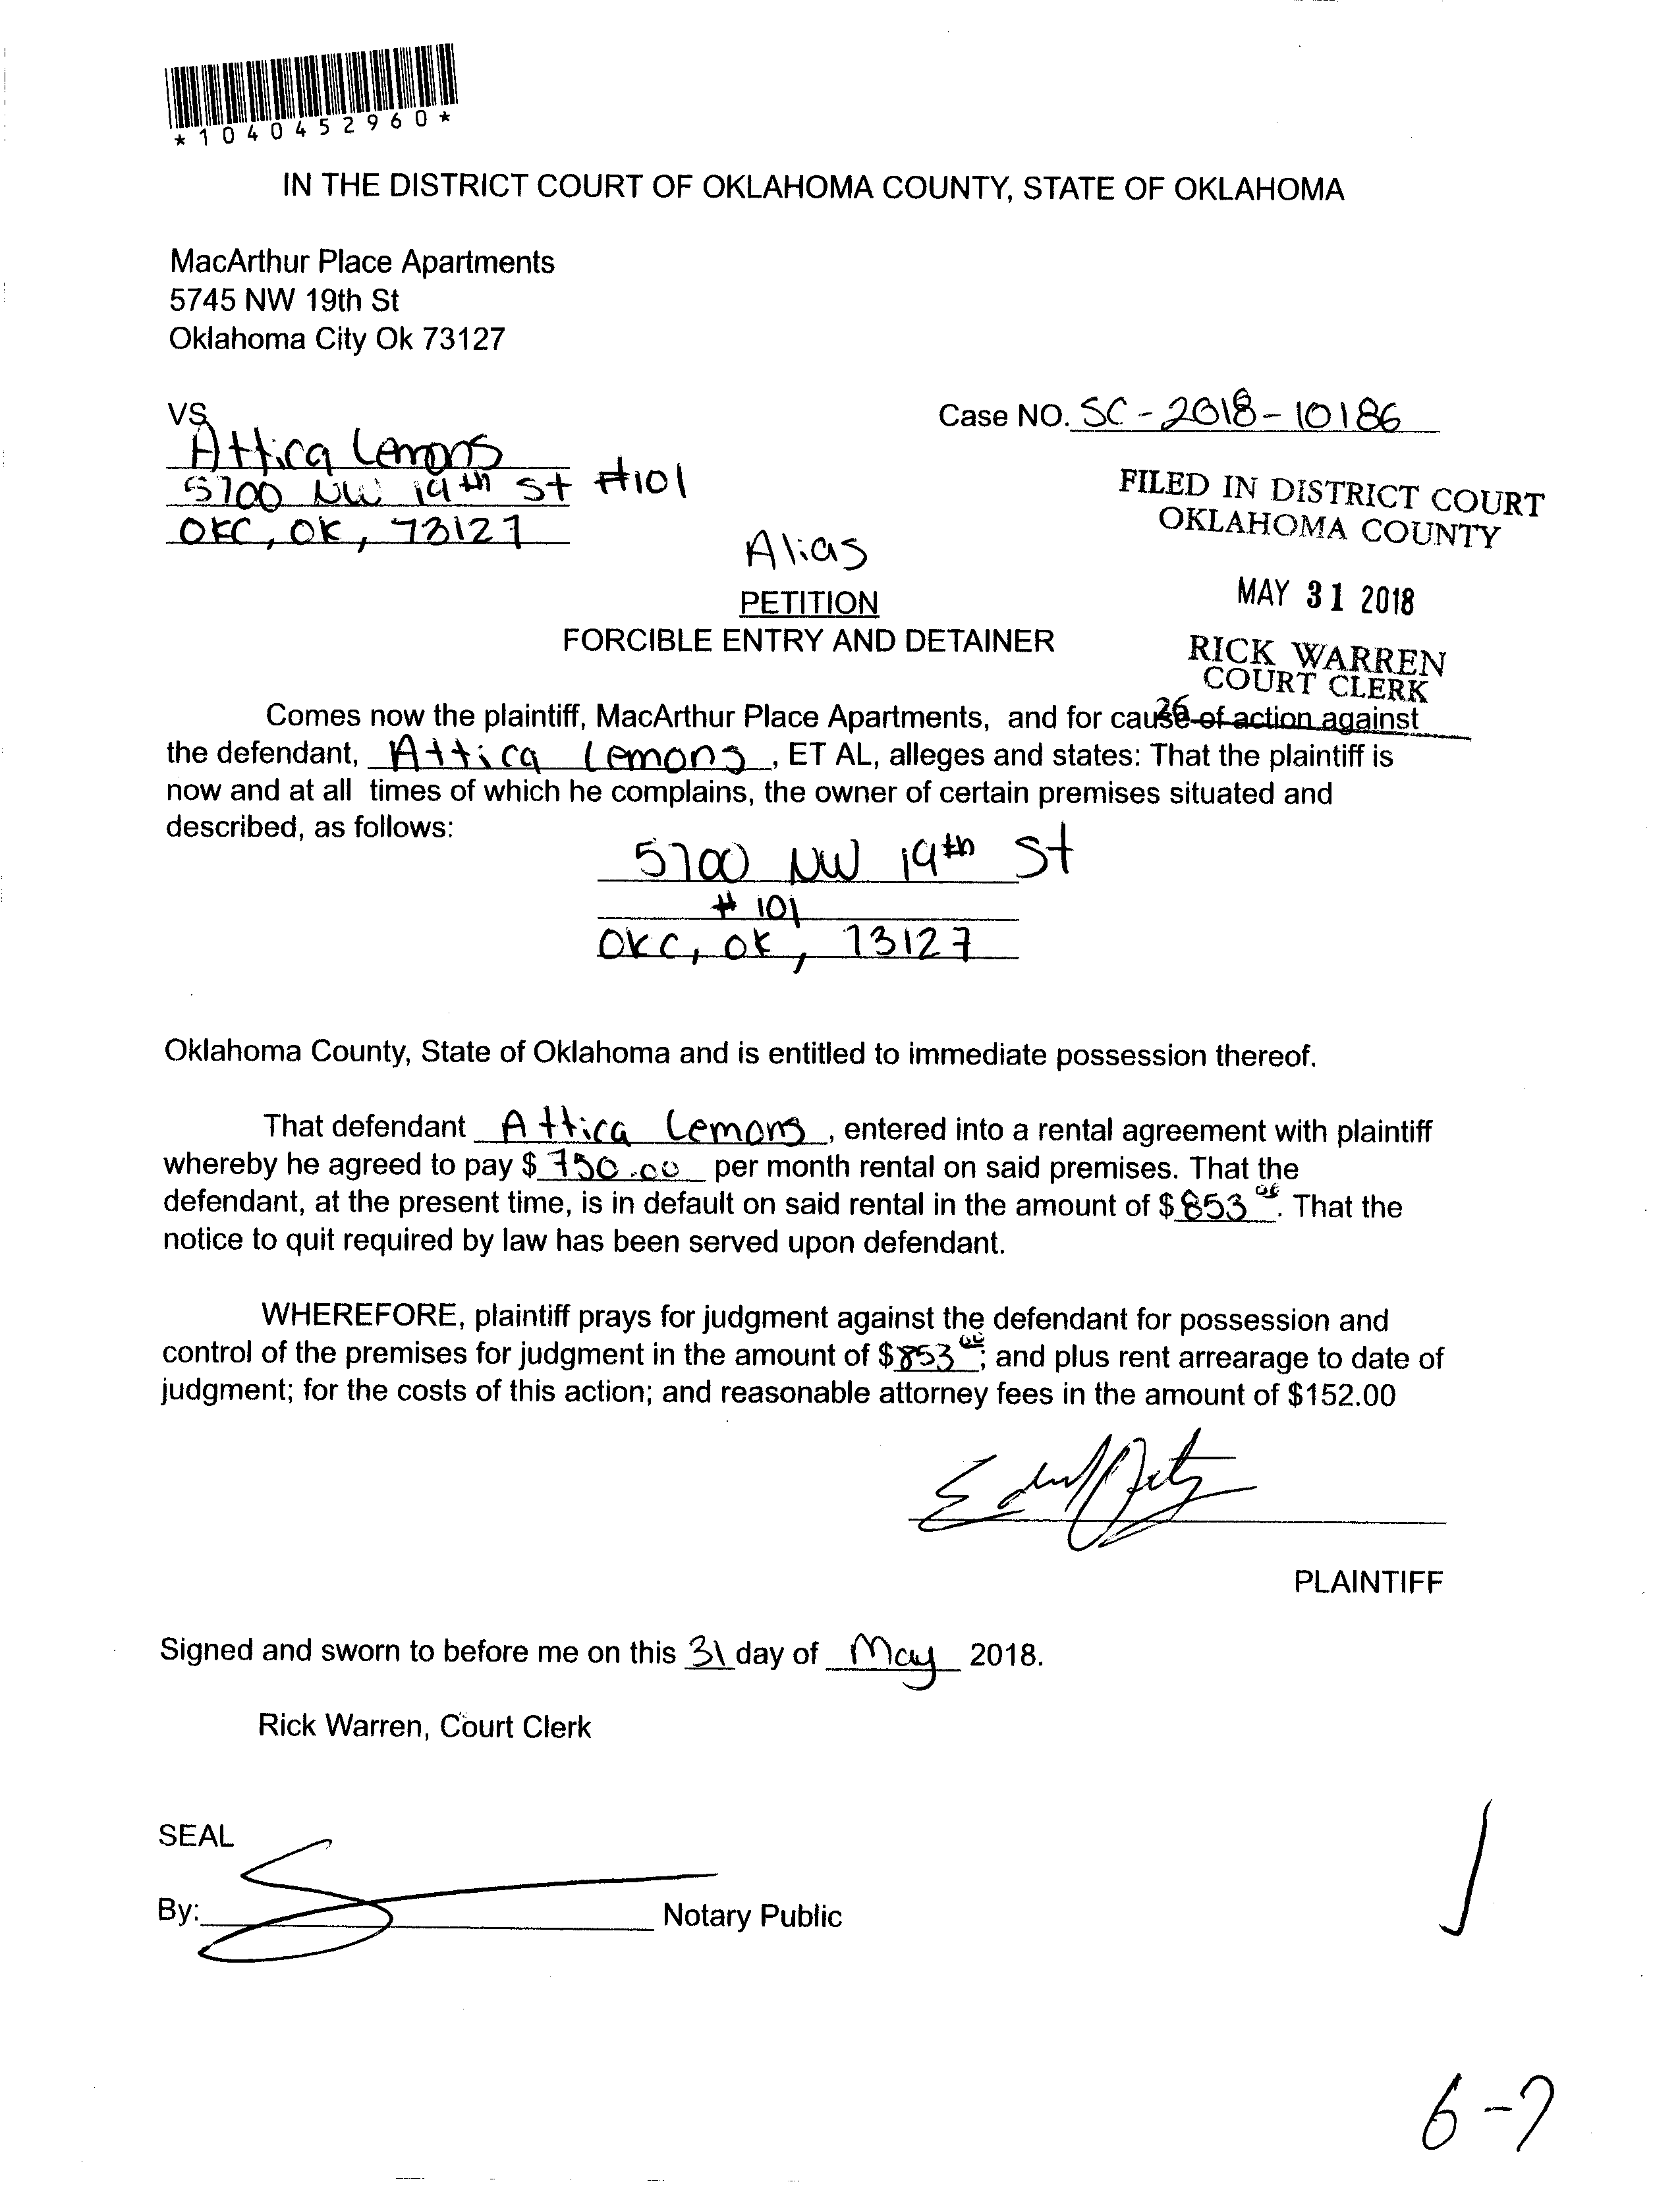 *1040452960*
IN THE DISTRICT COURT OF OKLAHOMA COUNTY, STATE OF OKLAHOMA
MacArthur Place Apartments
5745 NW 19th St
Oklahoma City Ok 73127
VS
Case NO. SC-2018-10186
Attica Lemons
5700 NW 19th St #101
OKC, OK, 73127
FILED IN DISTRICT COURT
OKLAHOMA COUNTY
Alias
MAY 31 2018
PETITION
FORCIBLE ENTRY AND DETAINER
RICK WARREN
COURT CLERK
26
Comes now the plaintiff, MacArthur Place Apartments, and for cause of action against
the defendant, Attica Lemons, ET AL, alleges and states: That the plaintiff is
now and at all times of which he complains, the owner of certain premises situated and
described, as follows:
5700 NW 19th St
# 101
OKC, OK, 73127
Oklahoma County, State of Oklahoma and is entitled to immediate possession thereof.
That defendant Attica Lemons, entered into a rental agreement with plaintiff
whereby he agreed to pay $ 750.00 per month rental on said premises. That the
defendant, at the present time, is in default on said rental in the amount of $ 853 00. That the
notice to quit required by law has been served upon defendant.
WHEREFORE, plaintiff prays for judgment against the defendant for possession and
control of the premises for judgment in the amount of $ 853 00; and plus rent arrearage to date of
judgment; for the costs of this action; and reasonable attorney fees in the amount of $152.00
PLAINTIFF
Signed and sworn to before me on this 31 day of May 2018.
Rick Warren, Court Clerk
SEAL
By: Notary Public
6-7